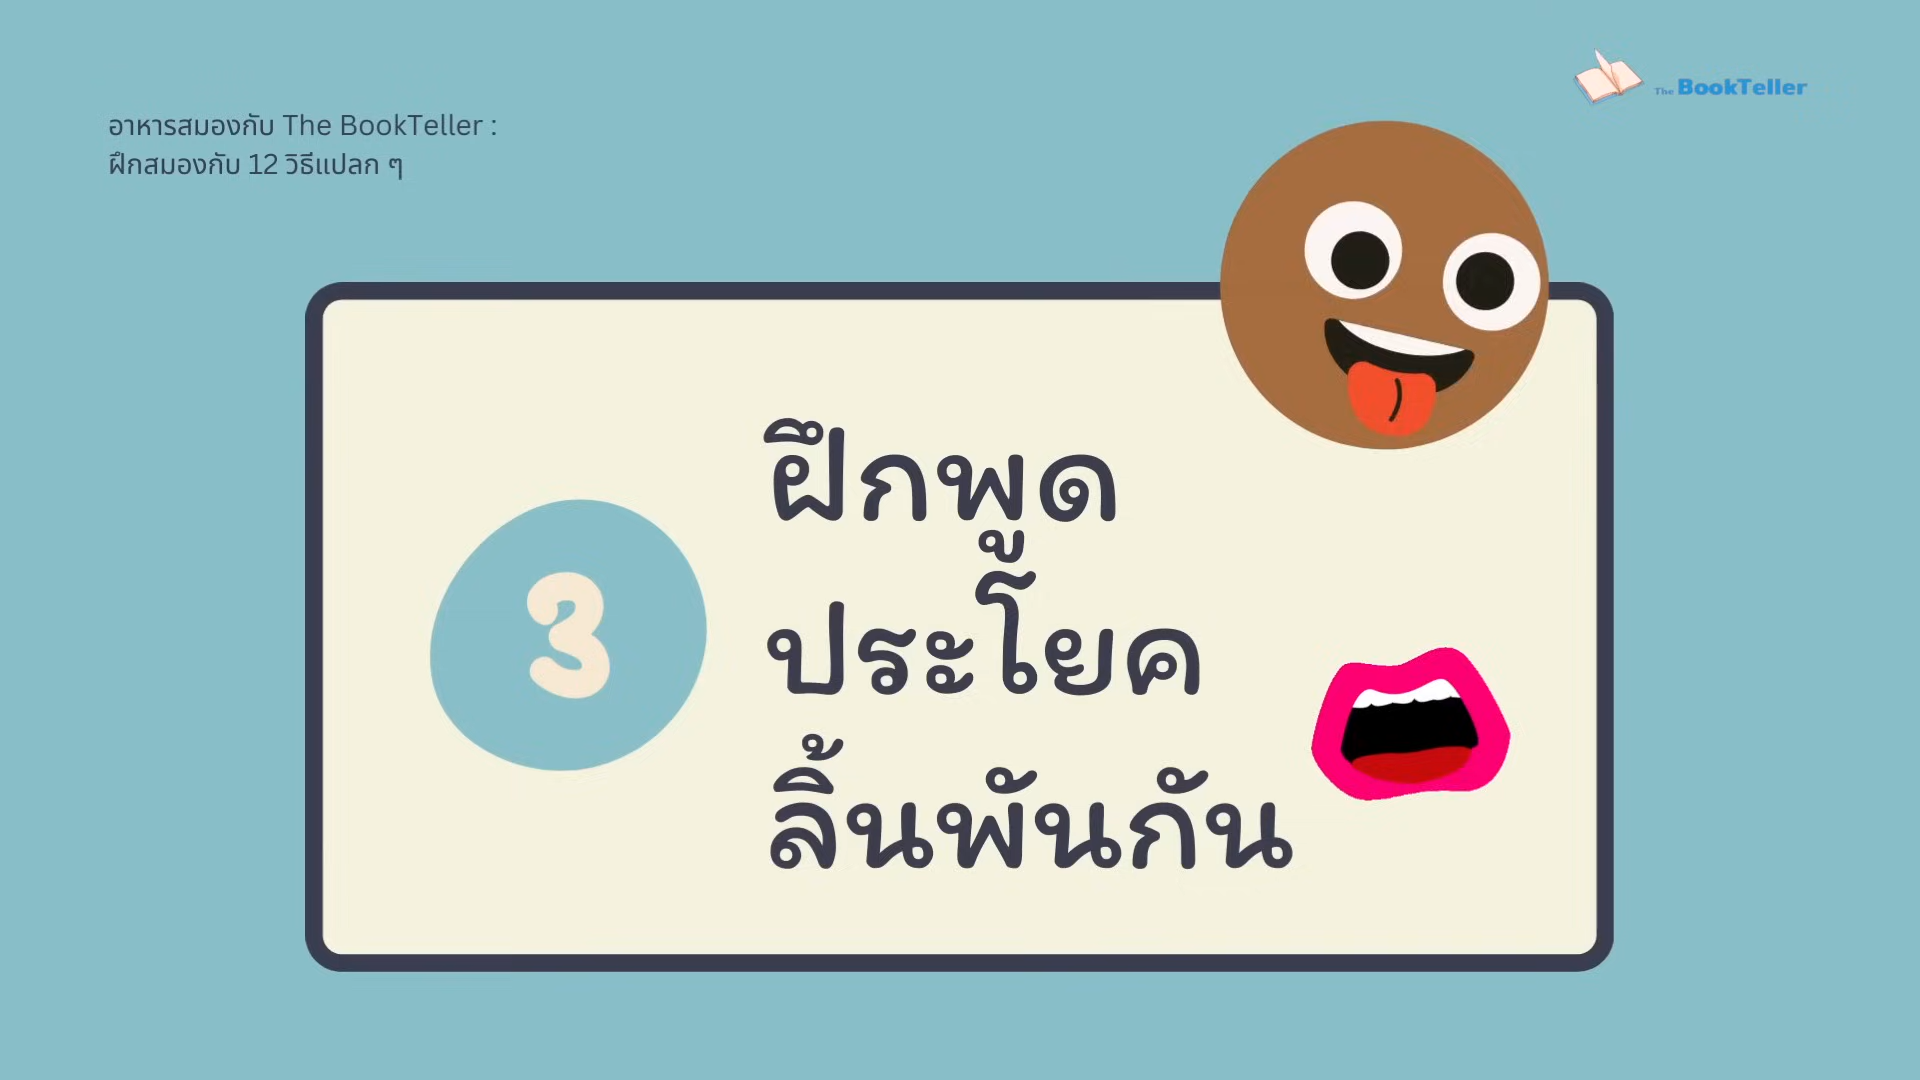 The BookTeller
อาหารสมองกับ The BookTeller :
ฝึกสมองกับ 12 วิธีแปลก ๆ
3
ฝึกพูด
ประโยค
ลิ้นพันกัน